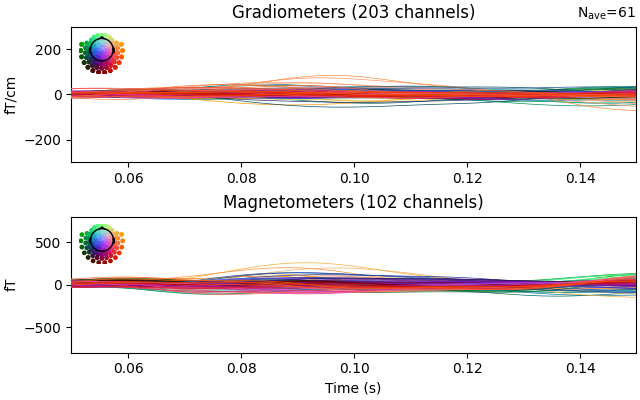 Gradiometers (203 channels)
N_ave=61
fT/cm
200
0
−200
0.06 0.08 0.10 0.12 0.14
Magnetometers (102 channels)
fT
500
0
−500
0.06 0.08 0.10 0.12 0.14
Time (s)